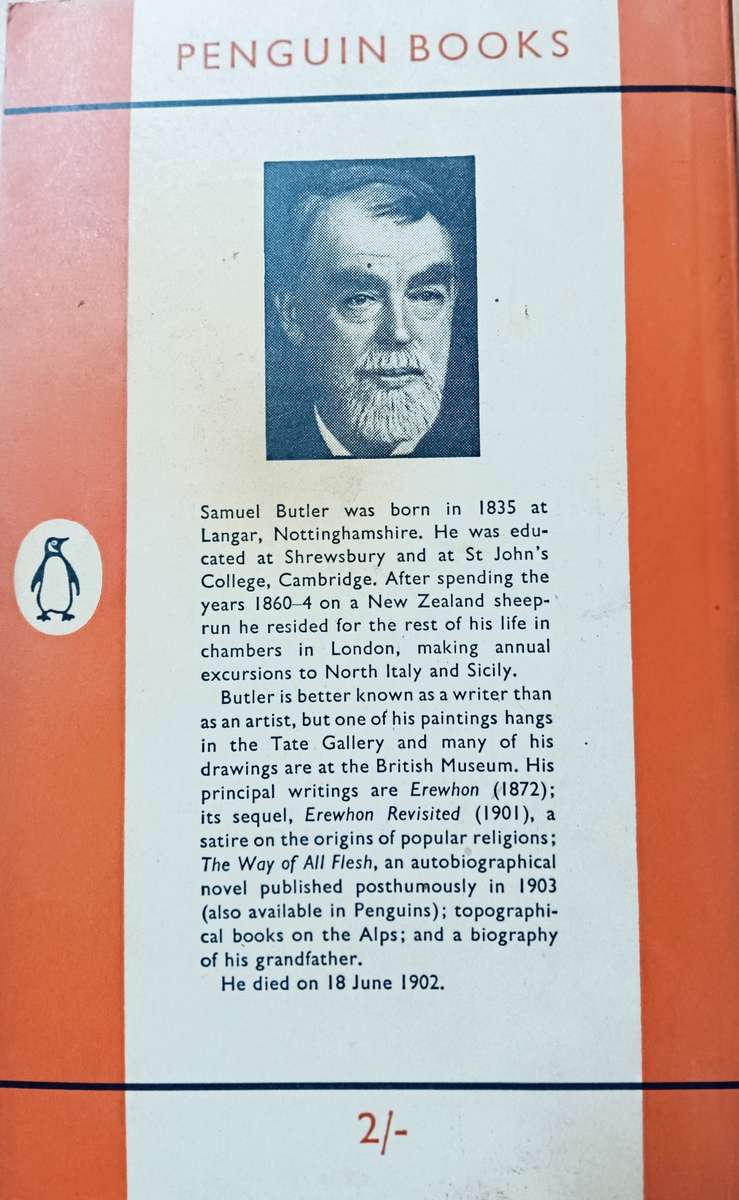 PENGUIN BOOKS
Samuel Butler was born in 1835 at
Langar, Nottinghamshire. He was edu-
cated at Shrewsbury and at St John's
College, Cambridge. After spending the
years 1860–4 on a New Zealand sheep-
run he resided for the rest of his life in
chambers in London, making annual
excursions to North Italy and Sicily.
Butler is better known as a writer than
as an artist, but one of his paintings hangs
in the Tate Gallery and many of his
drawings are at the British Museum. His
principal writings are Erewhon (1872);
its sequel, Erewhon Revisited (1901), a
satire on the origins of popular religions;
The Way of All Flesh, an autobiographical
novel published posthumously in 1903
(also available in Penguins); topographi-
cal books on the Alps; and a biography
of his grandfather.
He died on 18 June 1902.
2/-